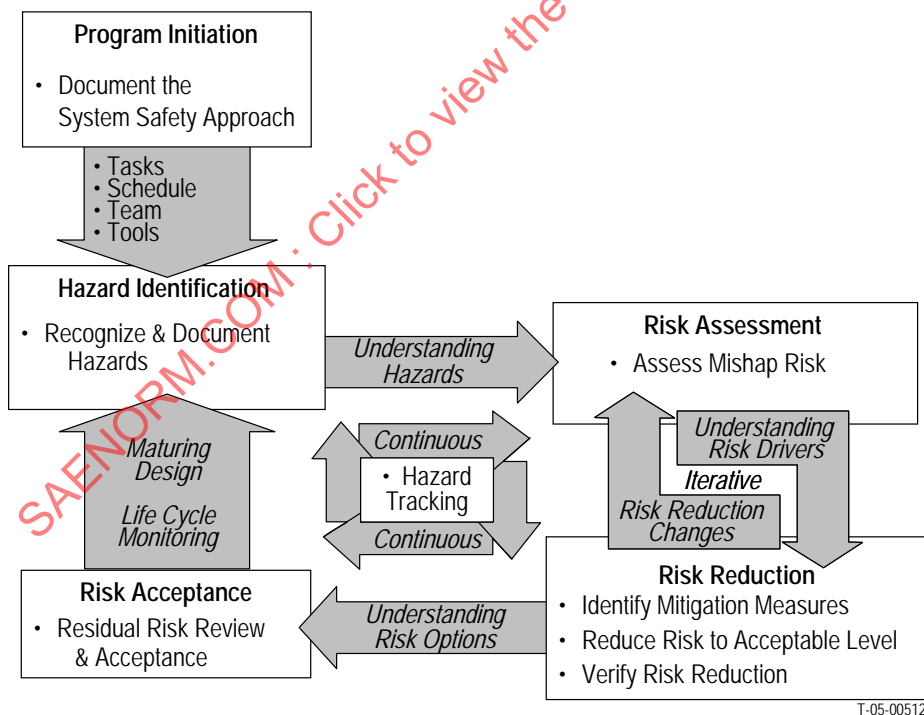 Program Initiation
• Document the
System Safety Approach
• Tasks
• Schedule
• Team
• Tools
Hazard Identification
• Recognize & Document
Hazards
Understanding
Hazards
Risk Assessment
• Assess Mishap Risk
Understanding
Risk Drivers
Iterative
Risk Reduction
Changes
Continuous
• Hazard
Tracking
Continuous
Maturing
Design
Life Cycle
Monitoring
Risk Acceptance
• Residual Risk Review
& Acceptance
Understanding
Risk Options
Risk Reduction
• Identify Mitigation Measures
• Reduce Risk to Acceptable Level
• Verify Risk Reduction
T-05-00512
SAENORM.COM : Click to view the